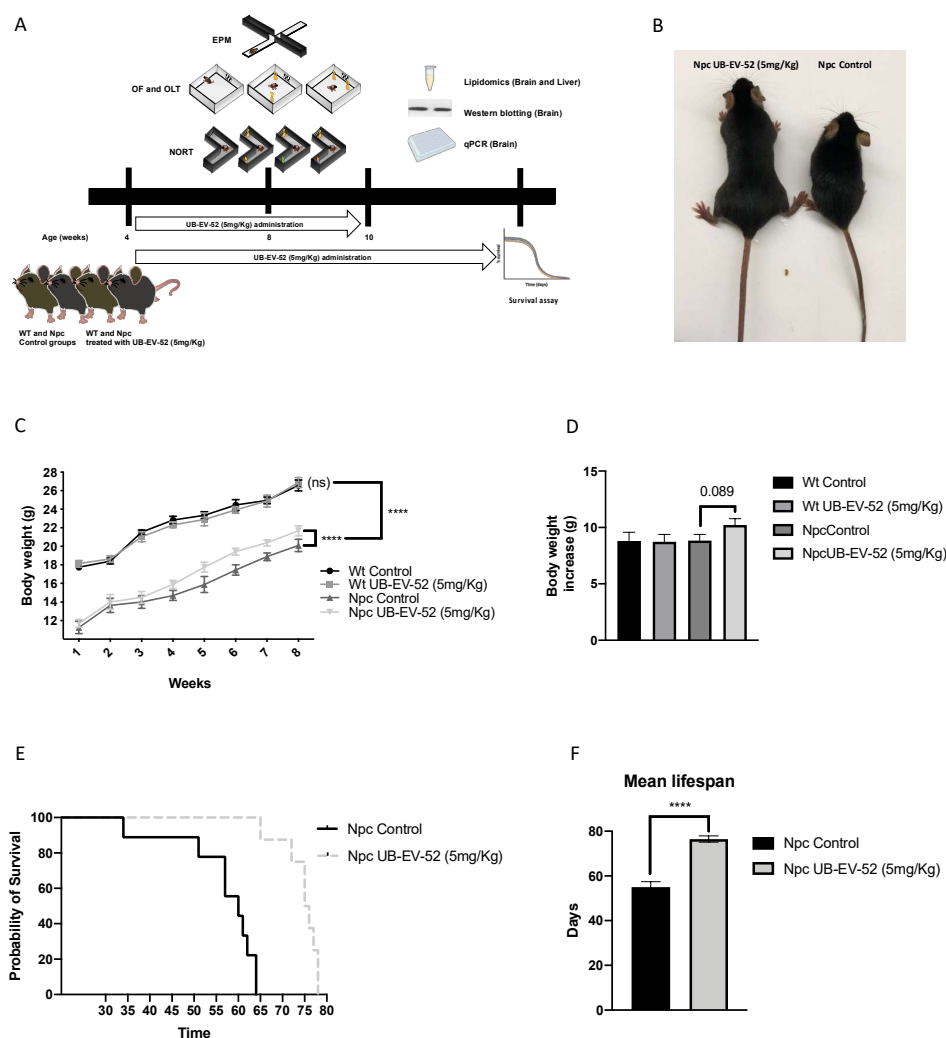 A
EPM
OF and OLT
NORT
Lipidomics (Brain and Liver)
Western blotting (Brain)
qPCR (Brain)
UB-EV-52 (5mg/Kg) administration
Age (weeks)
4
8
10
UB-EV-52 (5mg/Kg) administration
% survival
Time (days)
Survival assay
WT and Npc
Control groups
WT and Npc
treated with UB-EV-52 (5mg/Kg)
B
Npc UB-EV-52 (5mg/Kg)
Npc Control
C
Body weight (g)
28
26
24
22
20
18
16
14
12
(ns)
****
****
Wt Control
Wt UB-EV-52 (5mg/Kg)
Npc Control
Npc UB-EV-52 (5mg/Kg)
1 2 3 4 5 6 7 8
Weeks
D
Body weight
increase (g)
15
10
5
0
0.089
Wt Control
Wt UB-EV-52 (5mg/Kg)
NpcControl
NpcUB-EV-52 (5mg/Kg)
E
Probability of Survival
100
80
60
40
20
0
30 35 40 45 50 55 60 65 70 75 80
Time
Npc Control
Npc UB-EV-52 (5mg/Kg)
F
Mean lifespan
****
Days
80
60
40
20
0
Npc Control
Npc UB-EV-52 (5mg/Kg)